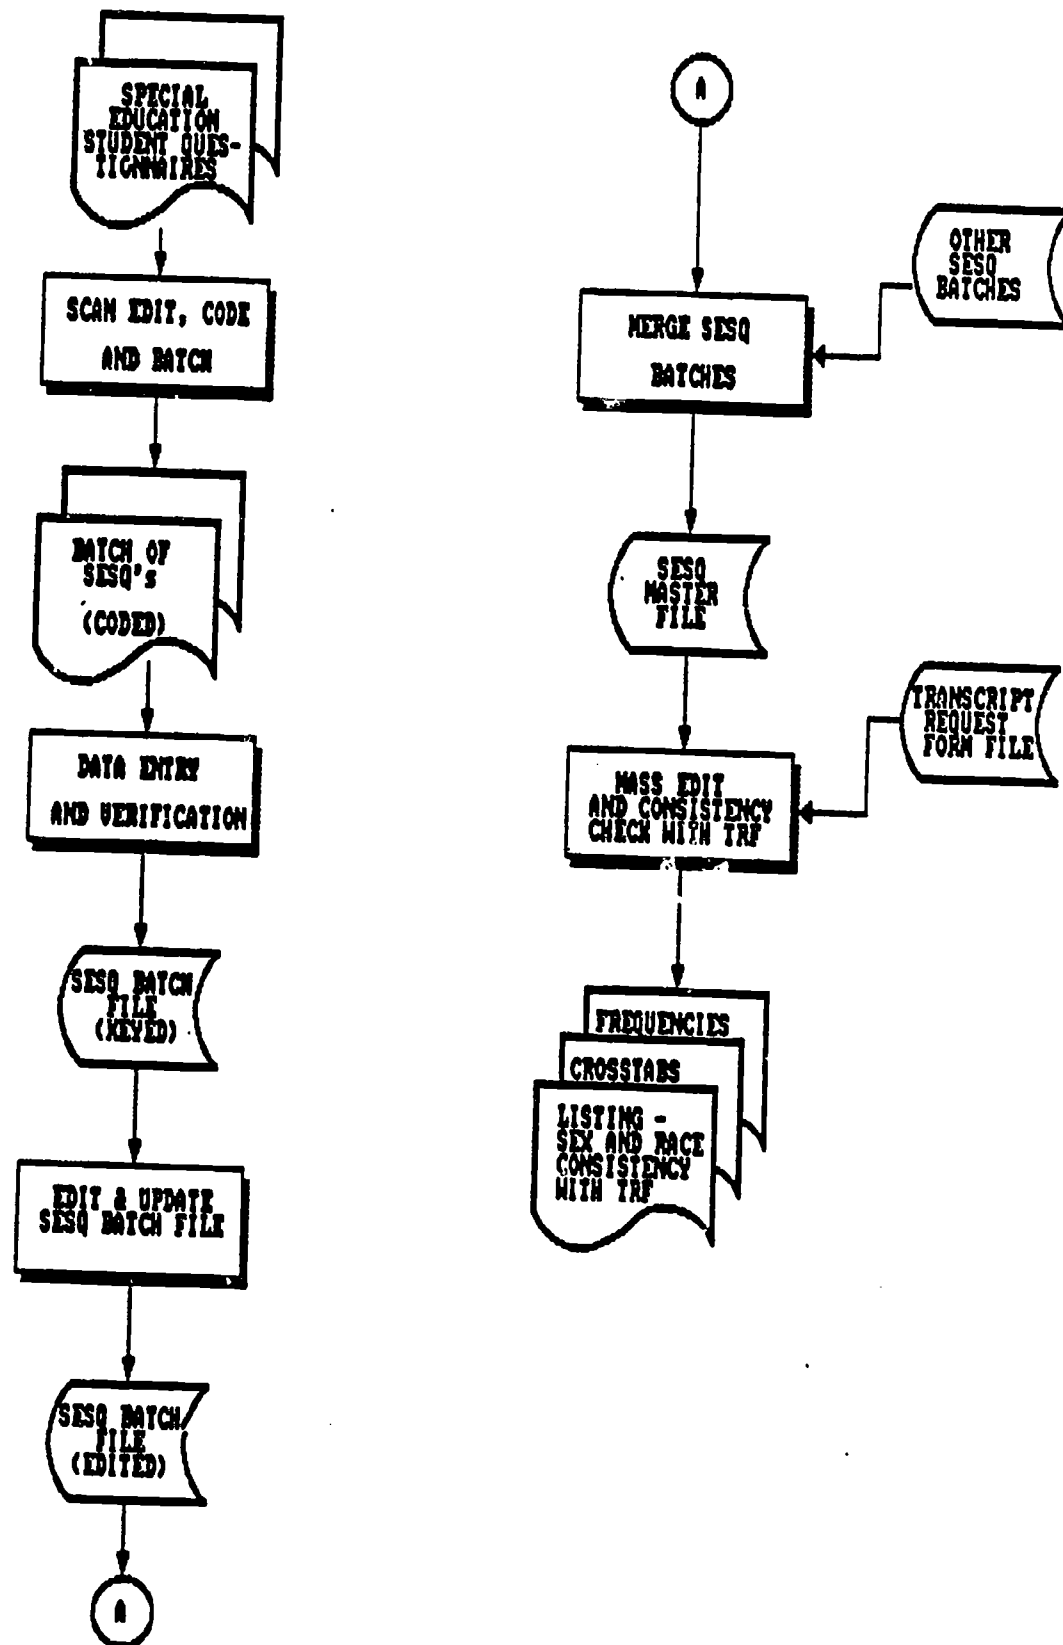 SPECIAL
EDUCATION
STUDENT QUES-
TIONNAIRES
SCAN EDIT, CODE
AND BATCH
BATCH OF
SESQ's
(CODED)
DATA ENTRY
AND VERIFICATION
SESQ BATCH
FILE
(KEYED)
EDIT & UPDATE
SESQ BATCH FILE
SESQ BATCH
FILE
(EDITED)
A
A
OTHER
SESQ
BATCHES
MERGE SESQ
BATCHES
SESQ
MASTER
FILE
TRANSCRIPT
REQUEST
FORM FILE
MASS EDIT
AND CONSISTENCY
CHECK WITH TRF
FREQUENCIES
CROSSTABS
LISTING -
SEX AND RACE
CONSISTENCY
WITH TRF